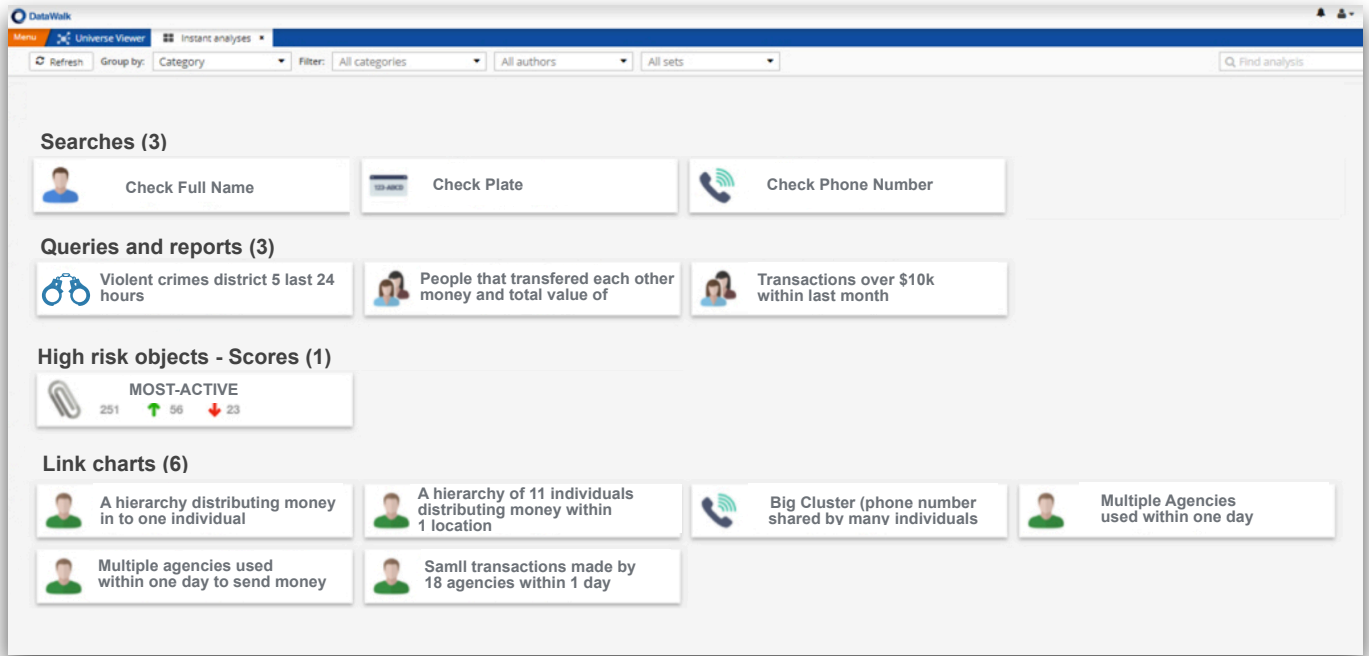 DataWalk
Menu Universe Viewer Instant analyses ×
Refresh Group by: Category Filter: All categories All authors All sets Find analysis
Searches (3)
Check Full Name
Check Plate
Check Phone Number
123-ABCD
Queries and reports (3)
Violent crimes district 5 last 24
hours
People that transfered each other
money and total value of
Transactions over $10k
within last month
High risk objects - Scores (1)
MOST-ACTIVE
251 56 23
Link charts (6)
A hierarchy distributing money
in to one individual
A hierarchy of 11 individuals
distributing money within
1 location
Big Cluster (phone number
shared by many individuals
Multiple Agencies
used within one day
Multiple agencies used
within one day to send money
Samll transactions made by
18 agencies within 1 day